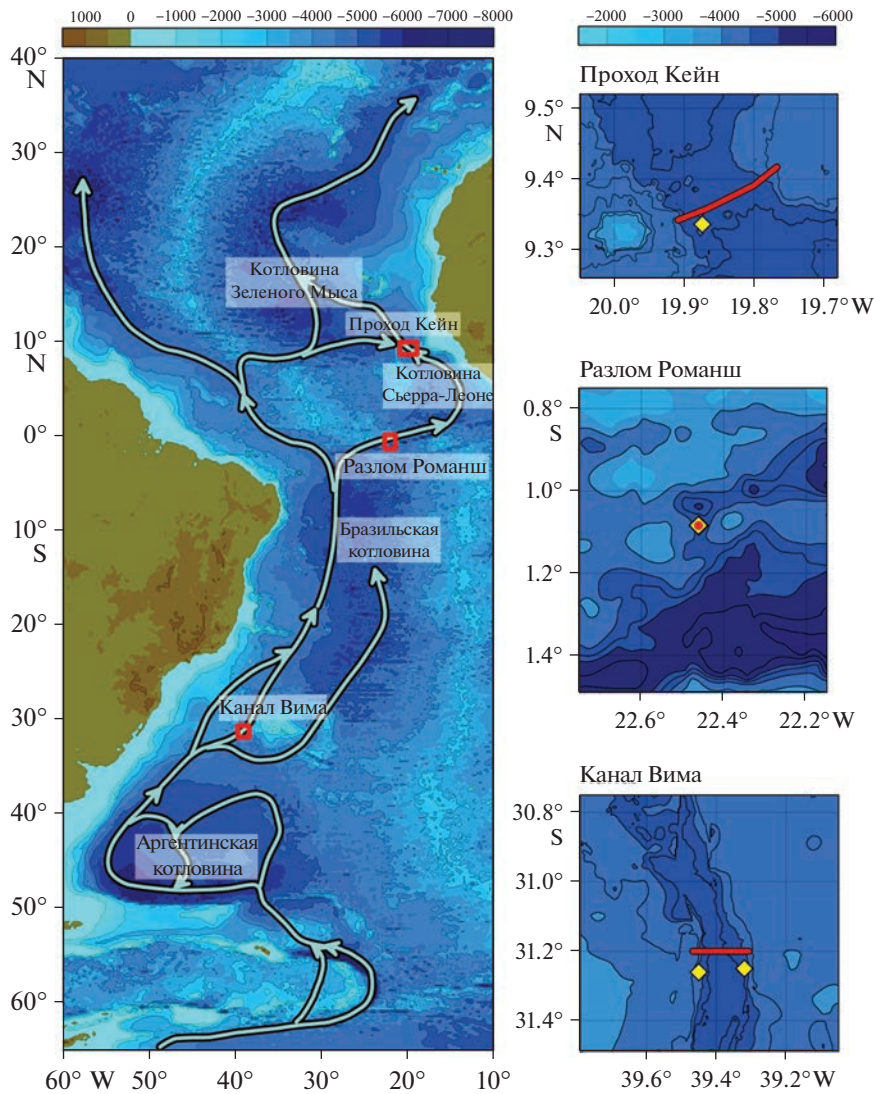 1000 0 −1000 −2000 −3000 −4000 −5000 −6000 −7000 −8000
40°
N
30°
20°
10°
N
0°
10°
S
20°
30°
40°
50°
60°
Котловина
Зеленого Мыса
Проход Кейн
Котловина
Сьерра-Леоне
Разлом Романш
Бразильская
котловина
Канал Вима
Аргентинская
котловина
60° W 50° 40° 30° 20° 10°
−2000 −3000 −4000 −5000 −6000
Проход Кейн
9.5°
N
9.4°
9.3°
20.0° 19.9° 19.8° 19.7° W
Разлом Романш
0.8°
S
1.0°
1.2°
1.4°
22.6° 22.4° 22.2° W
Канал Вима
30.8°
S
31.0°
31.2°
31.4°
39.6° 39.4° 39.2° W